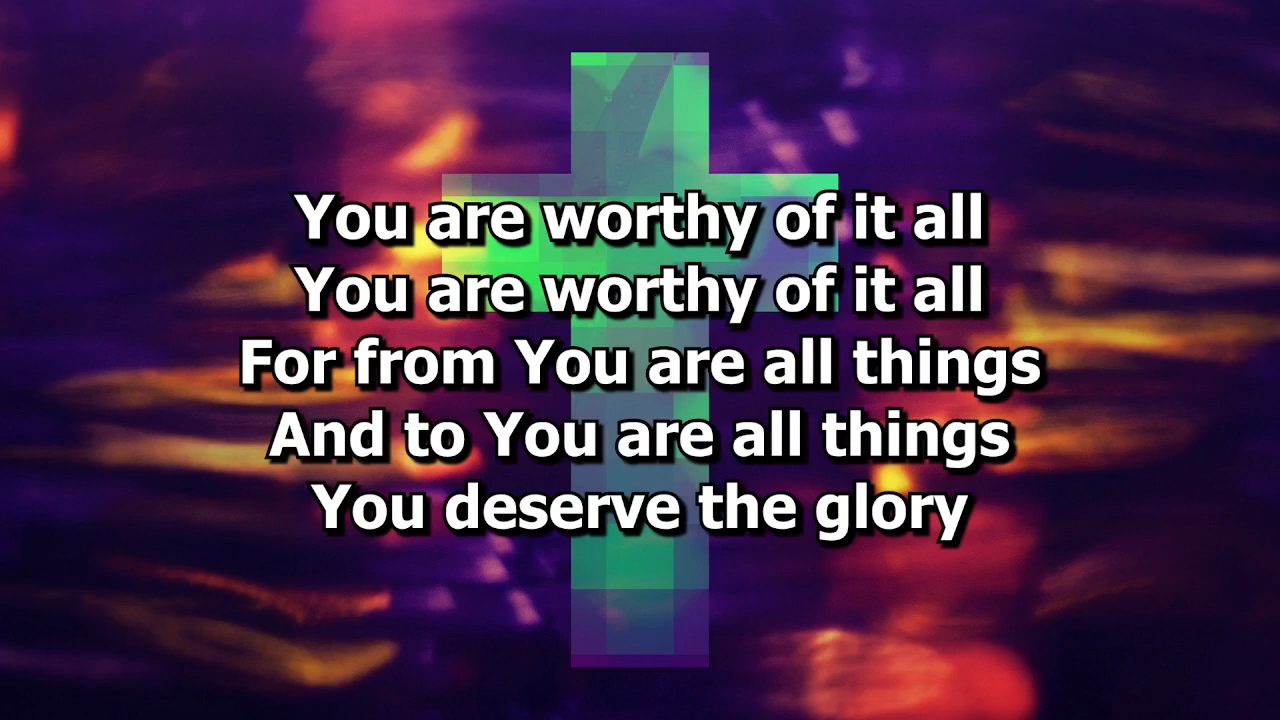 You are worthy of it all
You are worthy of it all
For from You are all things
And to You are all things
You deserve the glory